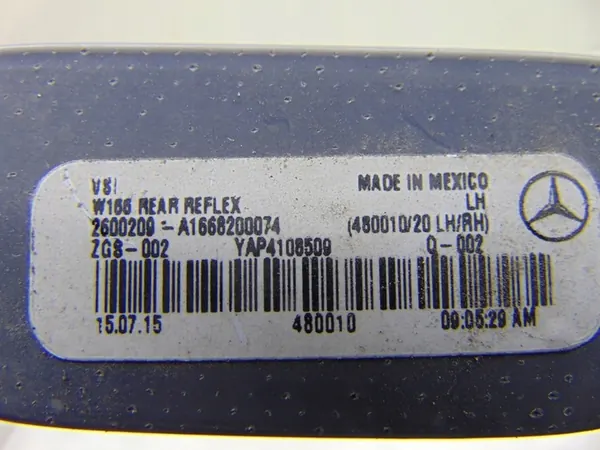 VSI MADE IN MEXICO
W166 REAR REFLEX LH
2600209 - A1668200074 (480010/20 LH/RH)
ZGS-002 YAP4108509 Q-002
15.07.15 480010 09:05:29 AM